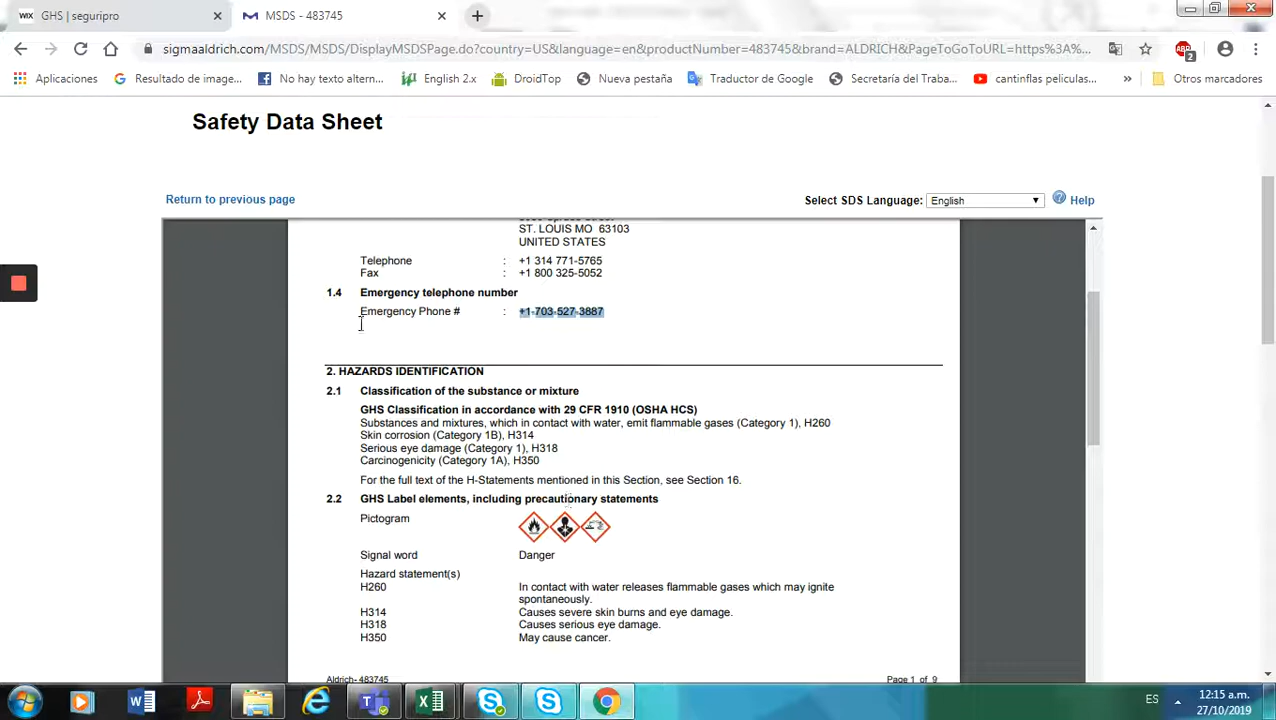 WIX GHS | seguripro
MSDS - 483745
sigmaaldrich.com/MSDS/MSDS/DisplayMSDSPage.do?country=US&language=en&productNumber=483745&brand=ALDRICH&PageToGoToURL=https%3A%...
ABP 2
Aplicaciones
Resultado de image...
No hay texto altern...
English 2.x
DroidTop
Nueva pestaña
Traductor de Google
Secretaría del Traba...
cantinflas peliculas...
»
Otros marcadores
Safety Data Sheet
Return to previous page
Select SDS Language: English
Help
ST. LOUIS MO 63103
UNITED STATES
Telephone : +1 314 771-5765
Fax : +1 800 325-5052
1.4 Emergency telephone number
Emergency Phone # : +1-703-527-3887
2. HAZARDS IDENTIFICATION
2.1 Classification of the substance or mixture
GHS Classification in accordance with 29 CFR 1910 (OSHA HCS)
Substances and mixtures, which in contact with water, emit flammable gases (Category 1), H260
Skin corrosion (Category 1B), H314
Serious eye damage (Category 1), H318
Carcinogenicity (Category 1A), H350
For the full text of the H-Statements mentioned in this Section, see Section 16.
2.2 GHS Label elements, including precautionary statements
Pictogram
Signal word Danger
Hazard statement(s)
H260 In contact with water releases flammable gases which may ignite
spontaneously.
H314 Causes severe skin burns and eye damage.
H318 Causes serious eye damage.
H350 May cause cancer.
Aldrich- 483745 Page 1 of 9
ES
12:15 a.m.
27/10/2019